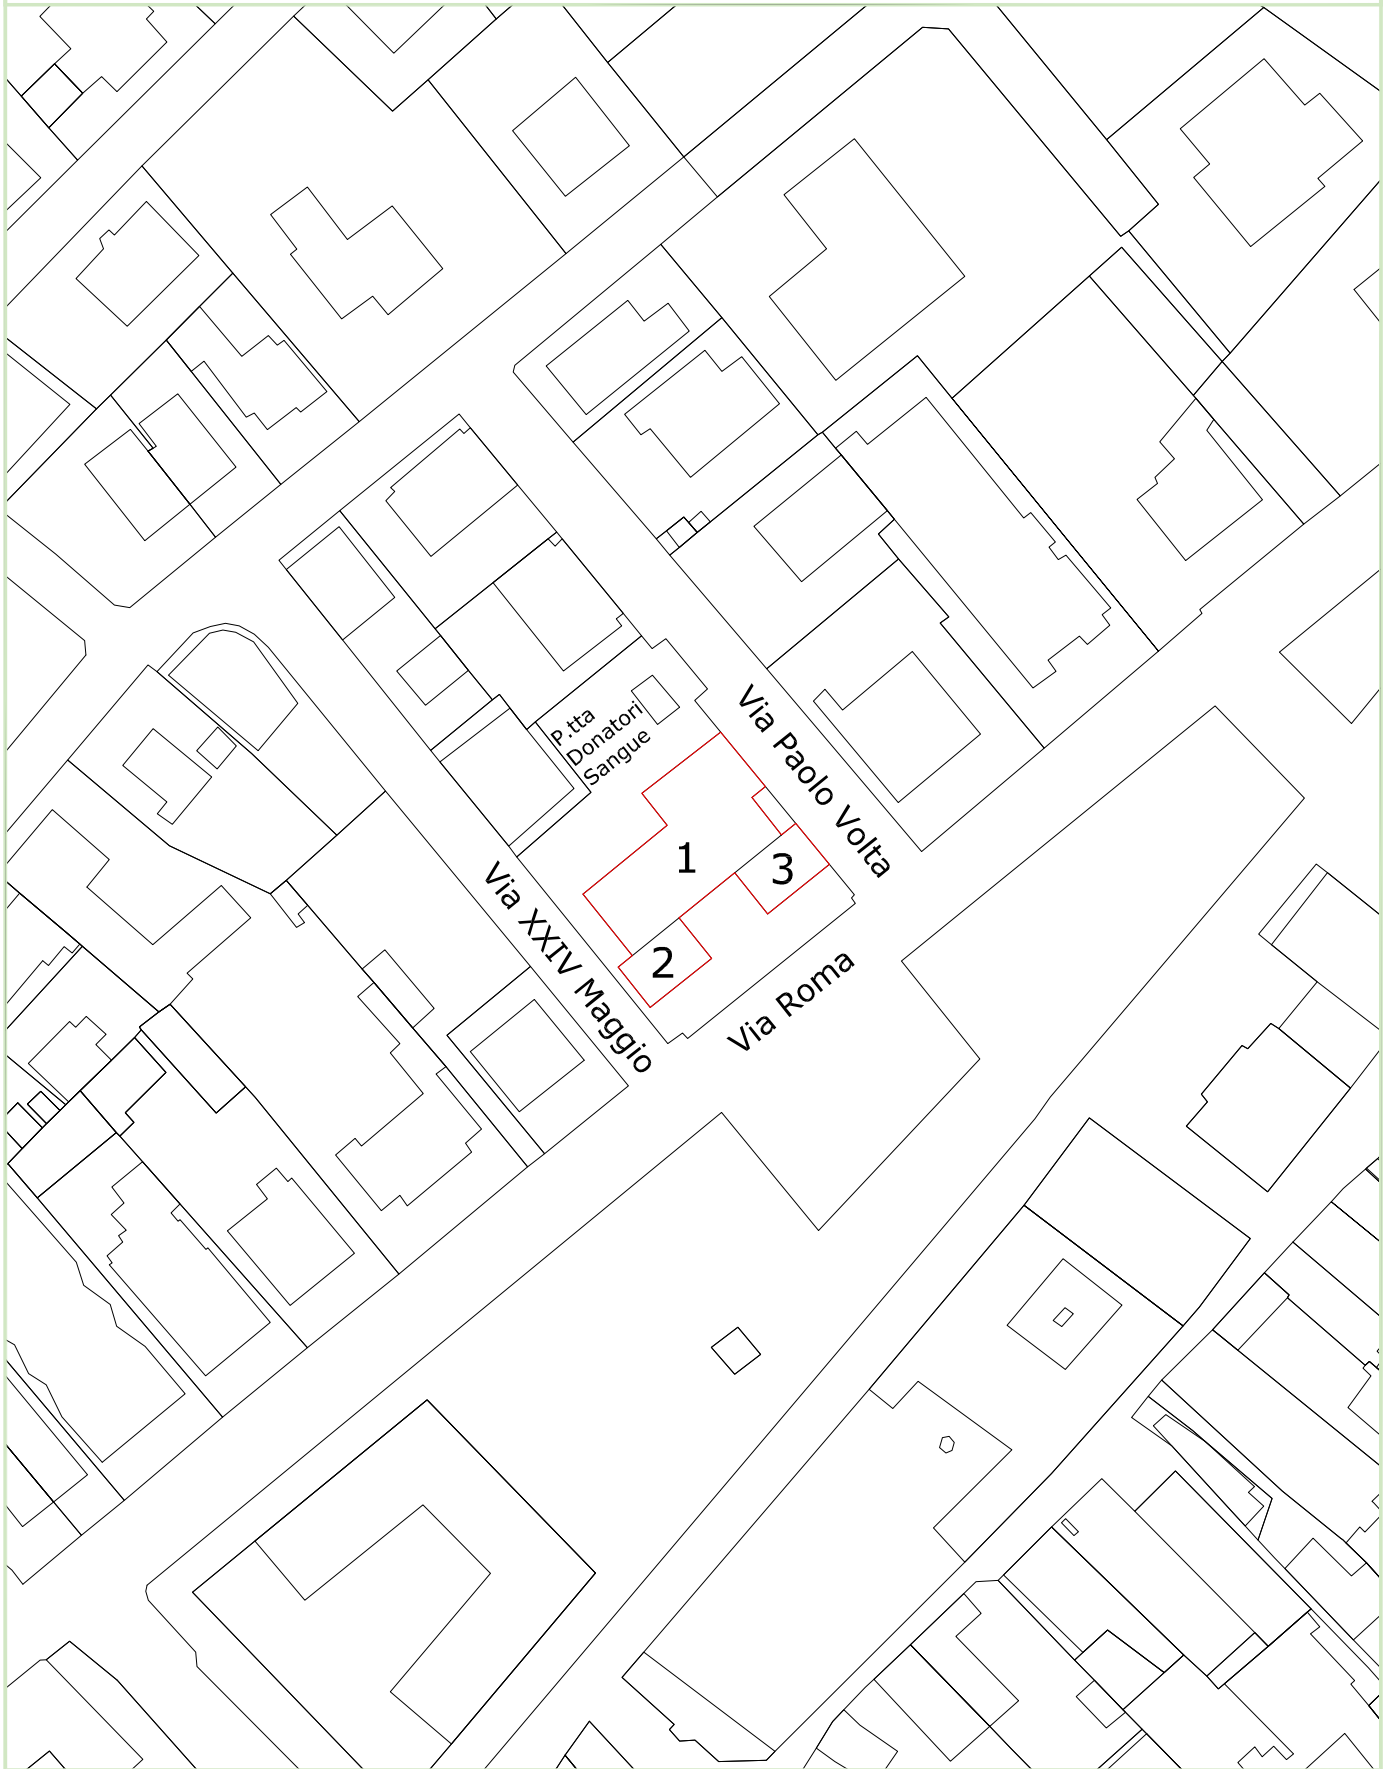 Via Paolo Volta
P.tta
Donatori
Sangue
1
3
Via XXIV Maggio
2
Via Roma